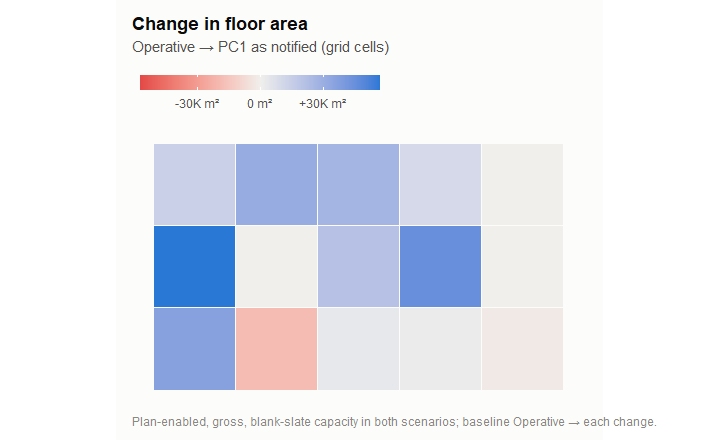 Change in floor area
Operative → PC1 as notified (grid cells)
-30K m² 0 m² +30K m²
Plan-enabled, gross, blank-slate capacity in both scenarios; baseline Operative → each change.